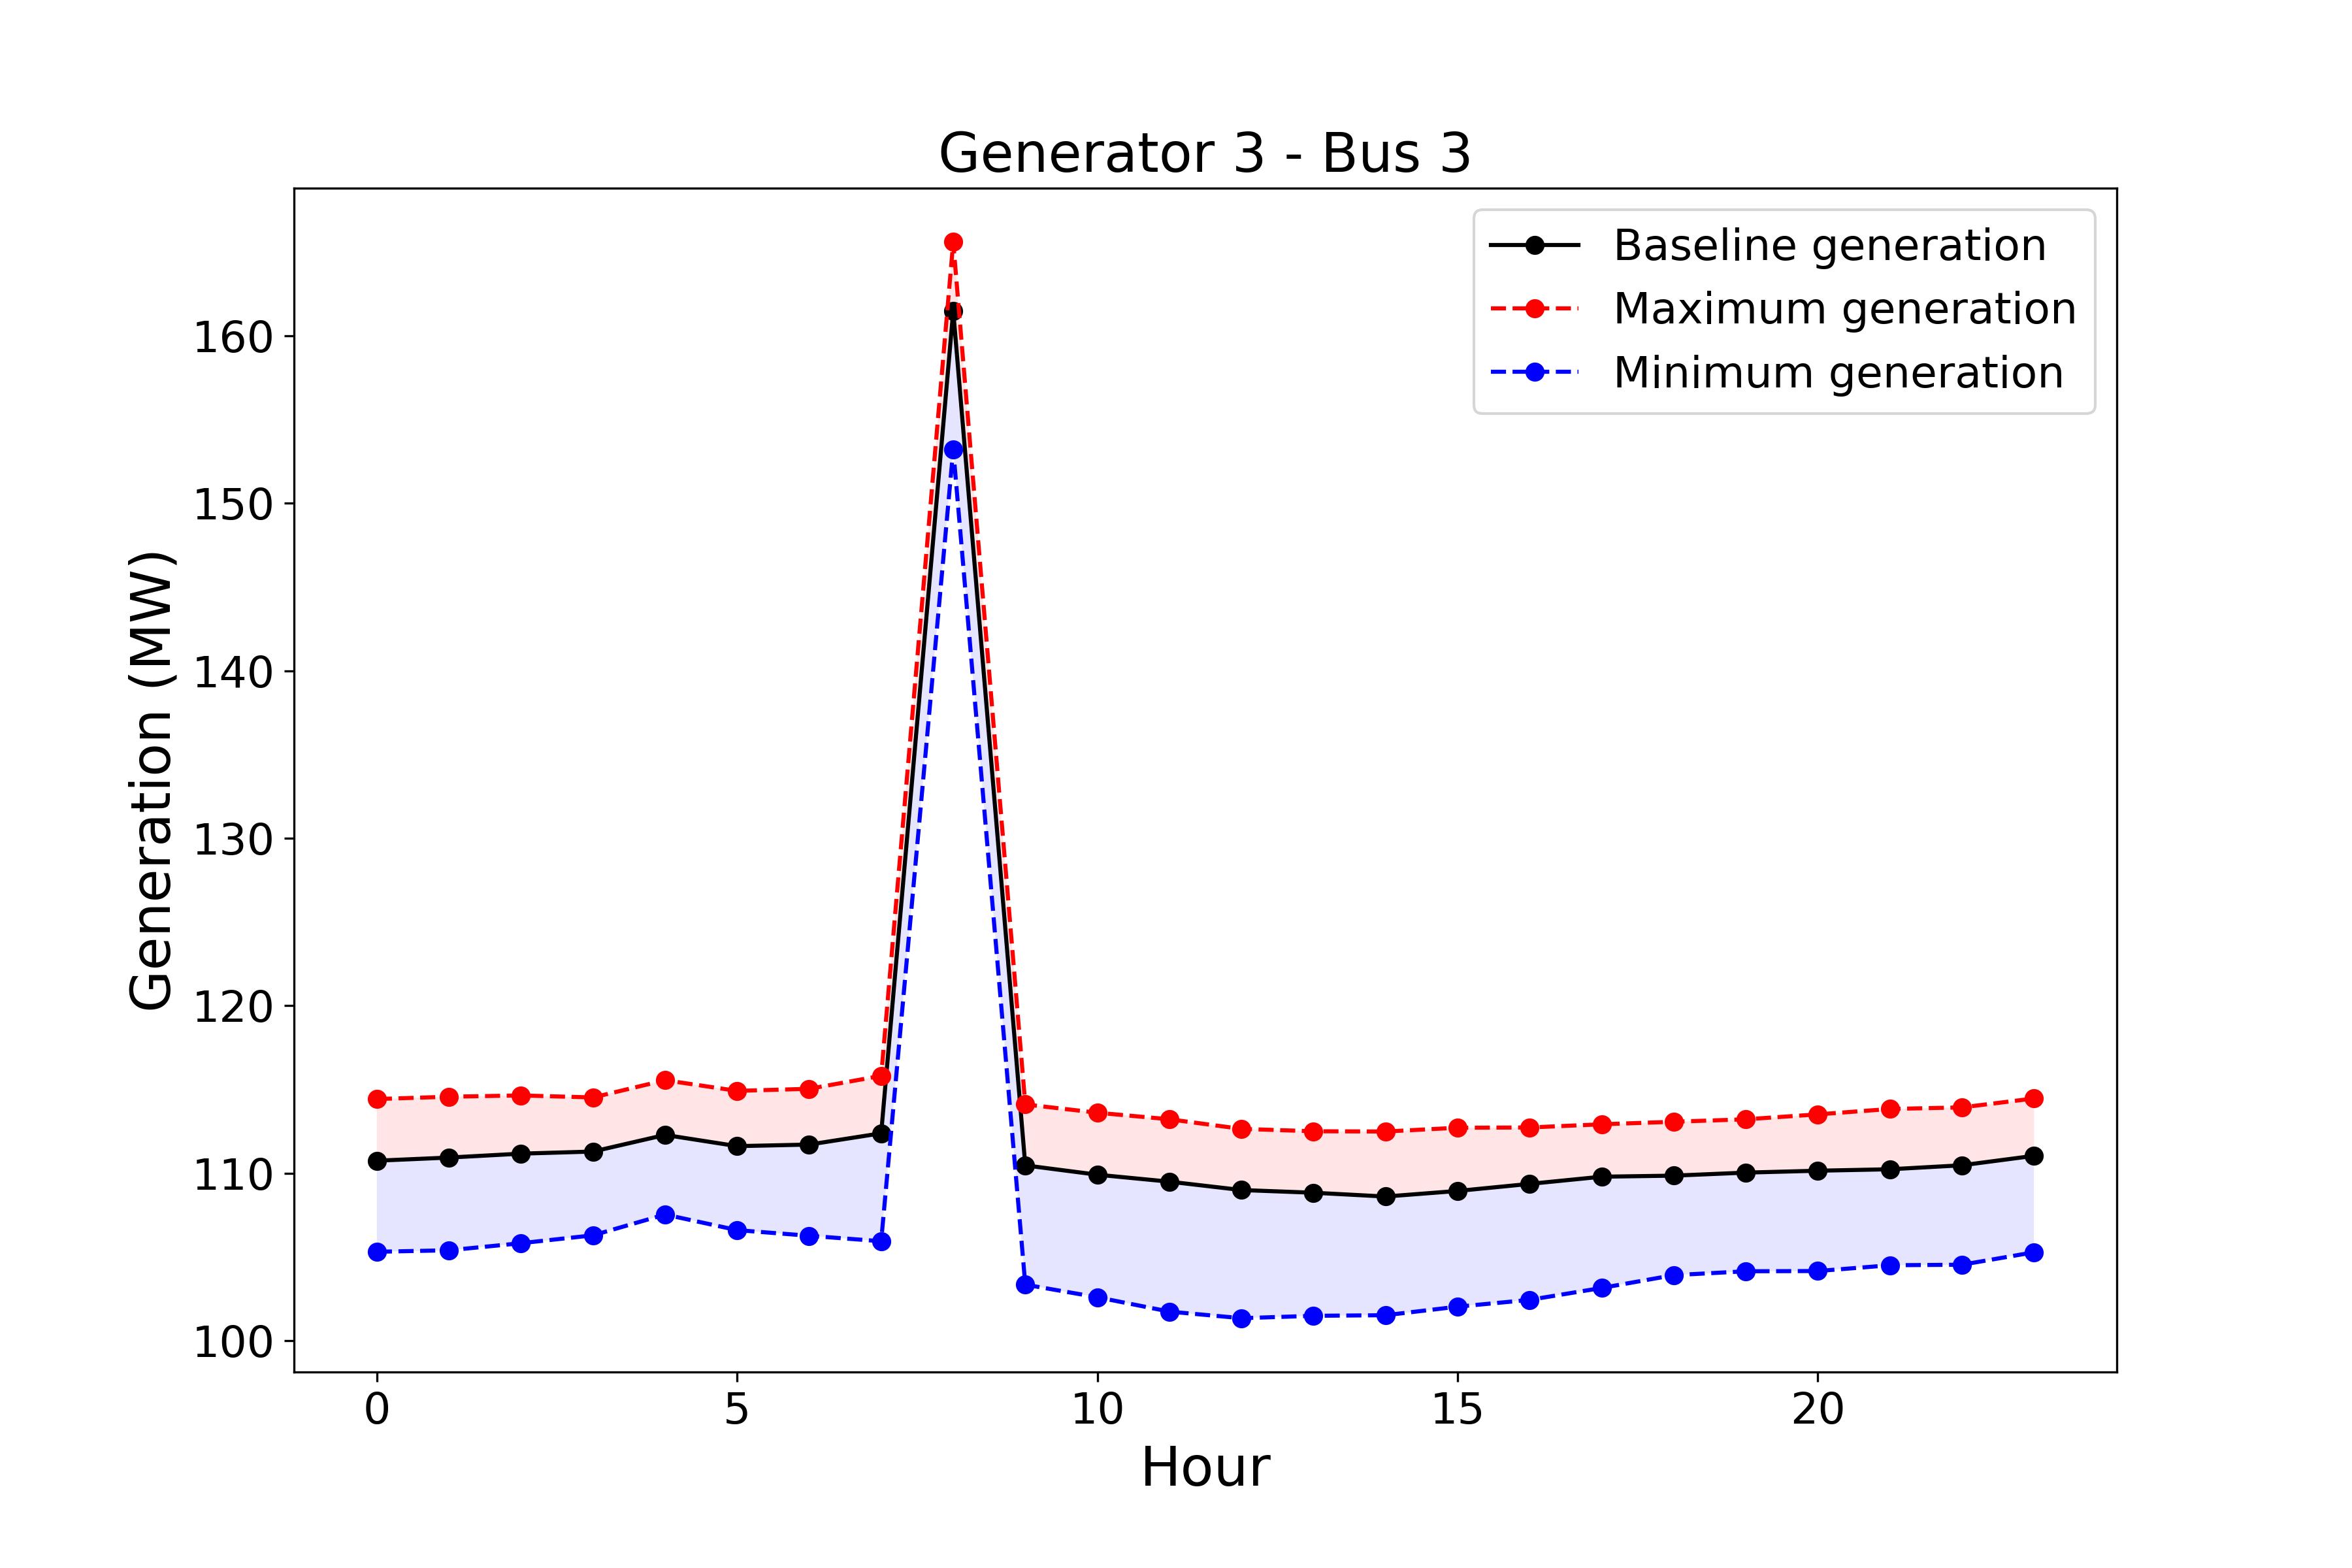 Generator 3 - Bus 3
Baseline generation
Maximum generation
Minimum generation
Generation (MW)
160
150
140
130
120
110
100
0 5 10 15 20
Hour